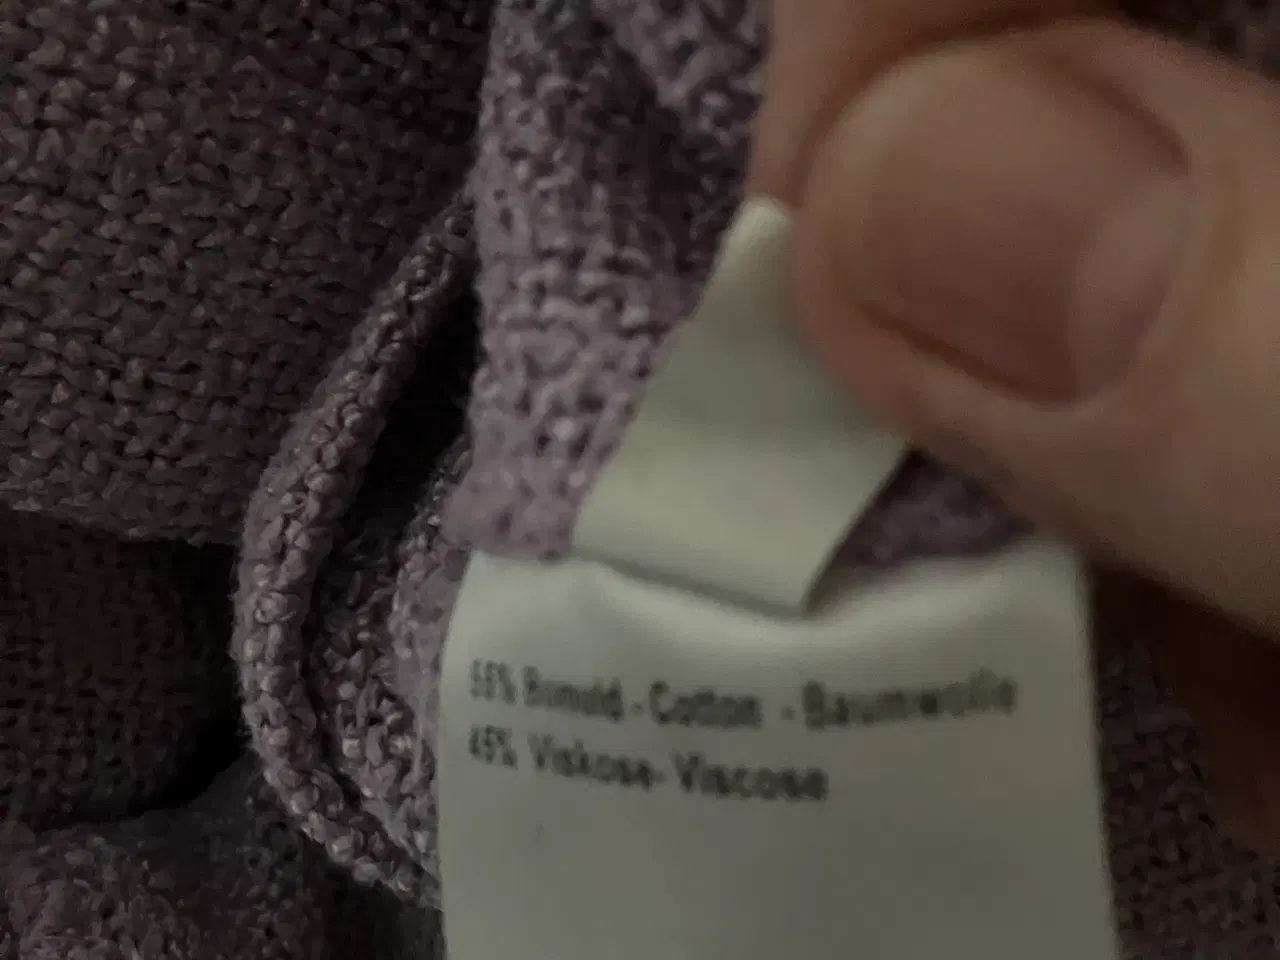 55% Bomuld - Cotton - Baumwolle
45% Viskose - Viscose